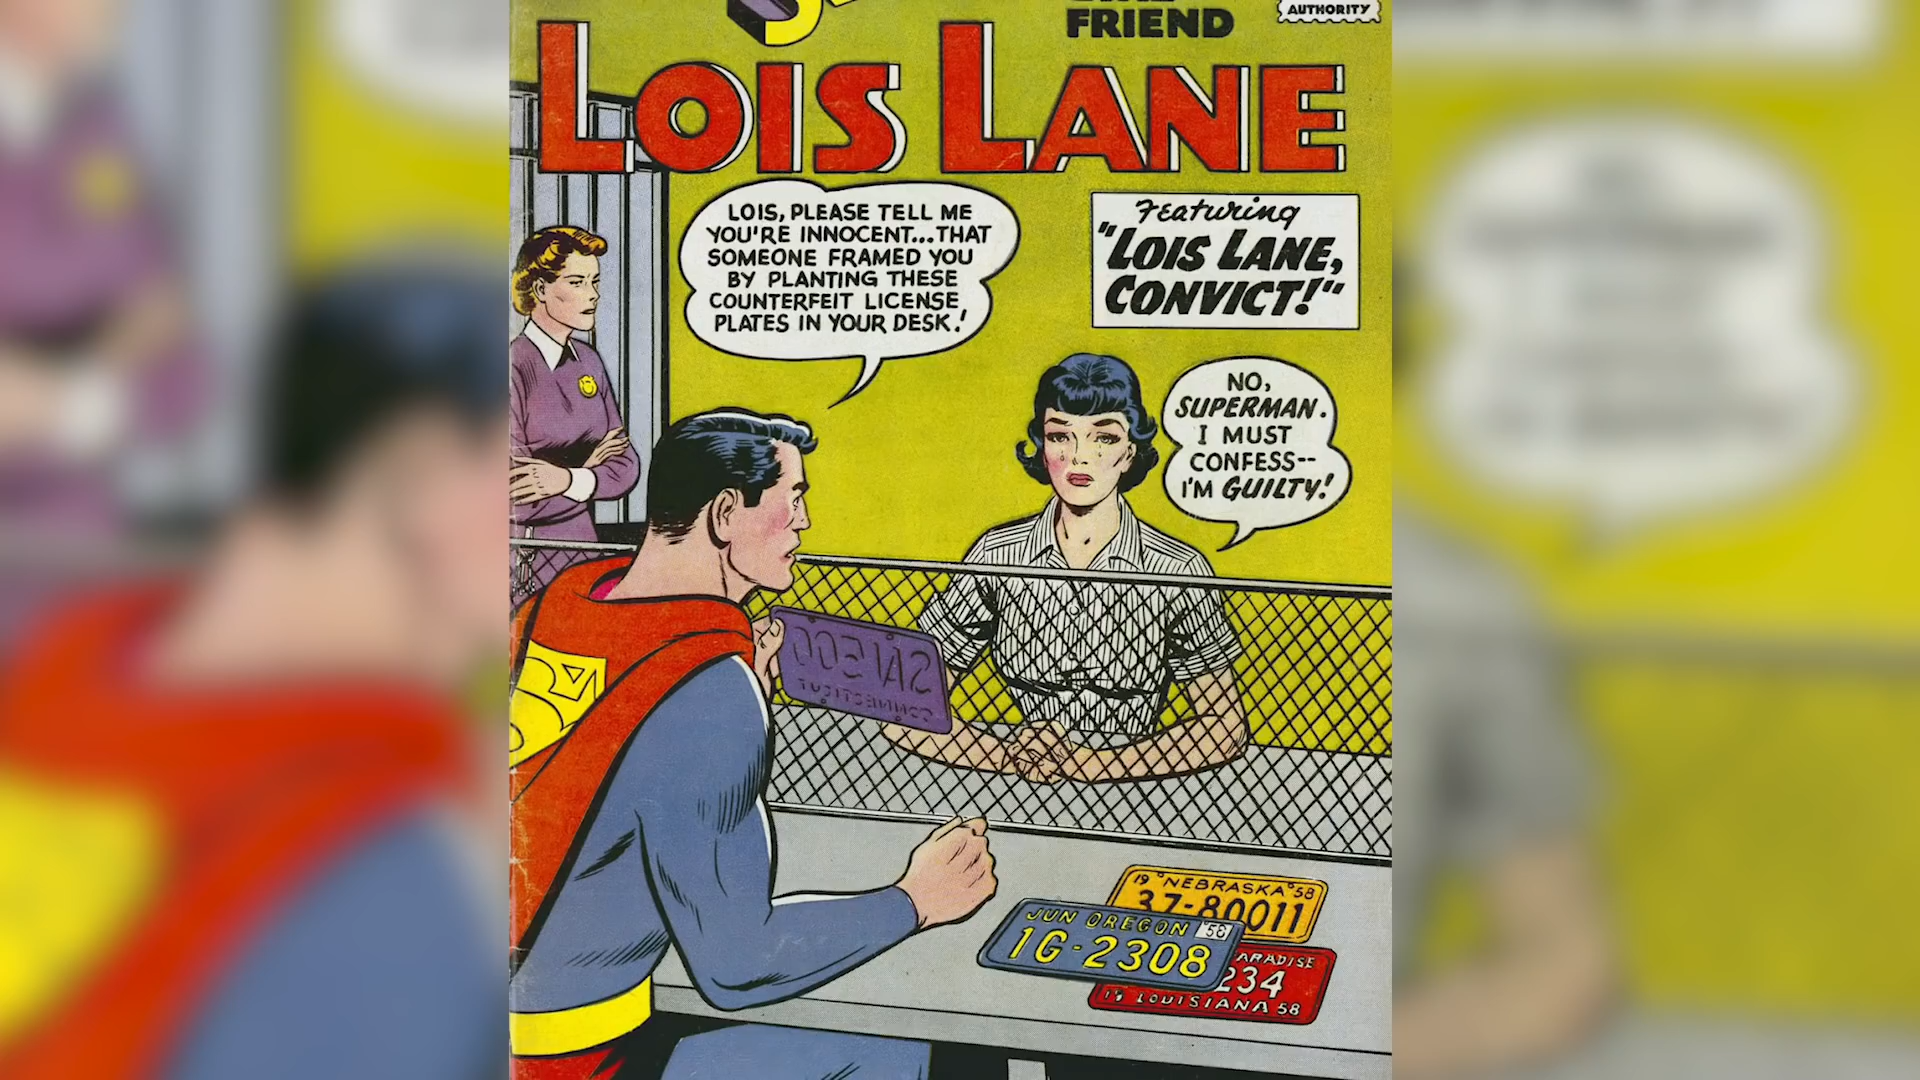 FRIEND
AUTHORITY
LOIS LANE
LOIS, PLEASE TELL ME
YOU'RE INNOCENT...THAT
SOMEONE FRAMED YOU
BY PLANTING THESE
COUNTERFEIT LICENSE
PLATES IN YOUR DESK!
Featuring
"LOIS LANE,
CONVICT!"
NO,
SUPERMAN.
I MUST
CONFESS--
I'M GUILTY!
19 NEBRASKA 58
37-80011
JUN OREGON 58
1G-2308
234
LOUISIANA 58